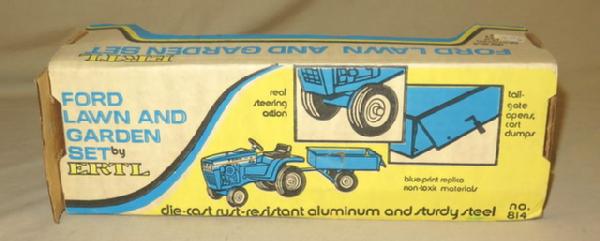 FORD LAWN AND GARDEN SET
ERTL
FORD
LAWN AND
GARDEN
SET by
ERTL
real
steering
action
tail-
gate
opens,
cart
dumps
blueprint replica
non-toxic materials
die-cast rust-resistant aluminum and sturdy steel
no.
814